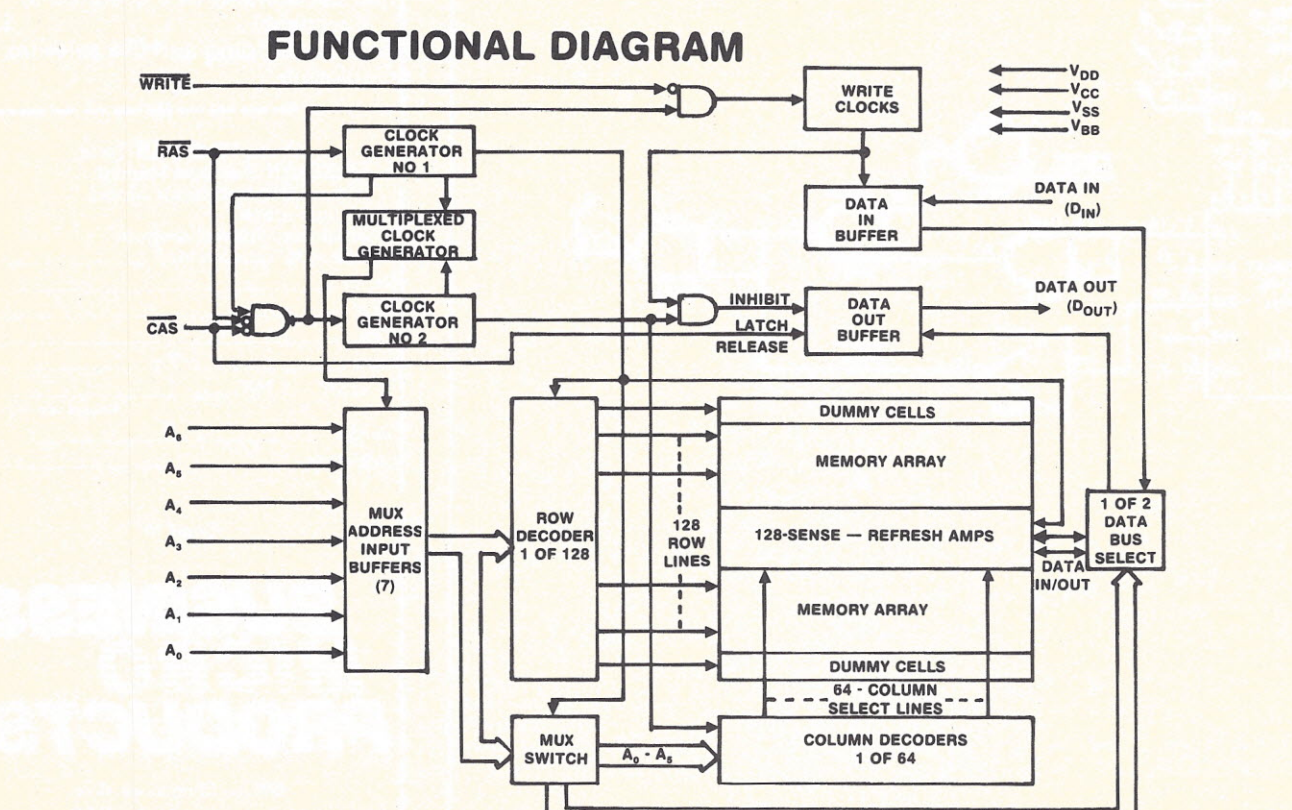 FUNCTIONAL DIAGRAM
WRITE
WRITE
CLOCKS
VDD
VCC
VSS
VBB
RAS
CLOCK
GENERATOR
NO 1
MULTIPLEXED
CLOCK
GENERATOR
DATA
IN
BUFFER
DATA IN
(DIN)
CAS
CLOCK
GENERATOR
NO 2
INHIBIT
LATCH
RELEASE
DATA
OUT
BUFFER
DATA OUT
(DOUT)
A6
A5
A4
A3
A2
A1
A0
MUX
ADDRESS
INPUT
BUFFERS
(7)
ROW
DECODER
1 OF 128
128
ROW
LINES
DUMMY CELLS
MEMORY ARRAY
128-SENSE — REFRESH AMPS
MEMORY ARRAY
DUMMY CELLS
1 OF 2
DATA
BUS
SELECT
DATA
IN/OUT
64 - COLUMN
SELECT LINES
MUX
SWITCH
A0 - A5
COLUMN DECODERS
1 OF 64